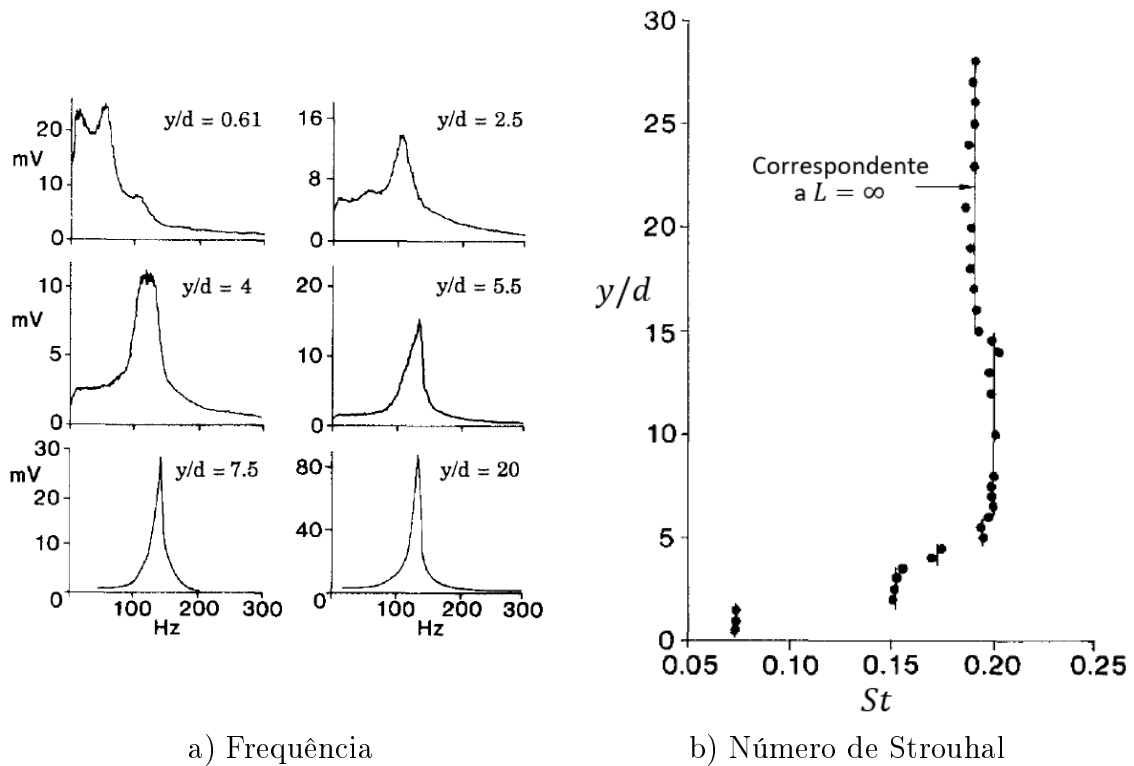 y/d = 0.61
20
mV
10
0
y/d = 2.5
16
8
0
y/d = 4
10
mV
5
0
y/d = 5.5
20
10
0
y/d = 7.5
30
mV
20
10
0
100 200 300
Hz
y/d = 20
80
40
0
100 200 300
Hz
a) Frequência
30
25
20
15
10
5
0
y/d
Correspondente
a L = ∞
0.05 0.10 0.15 0.20 0.25
St
b) Número de Strouhal